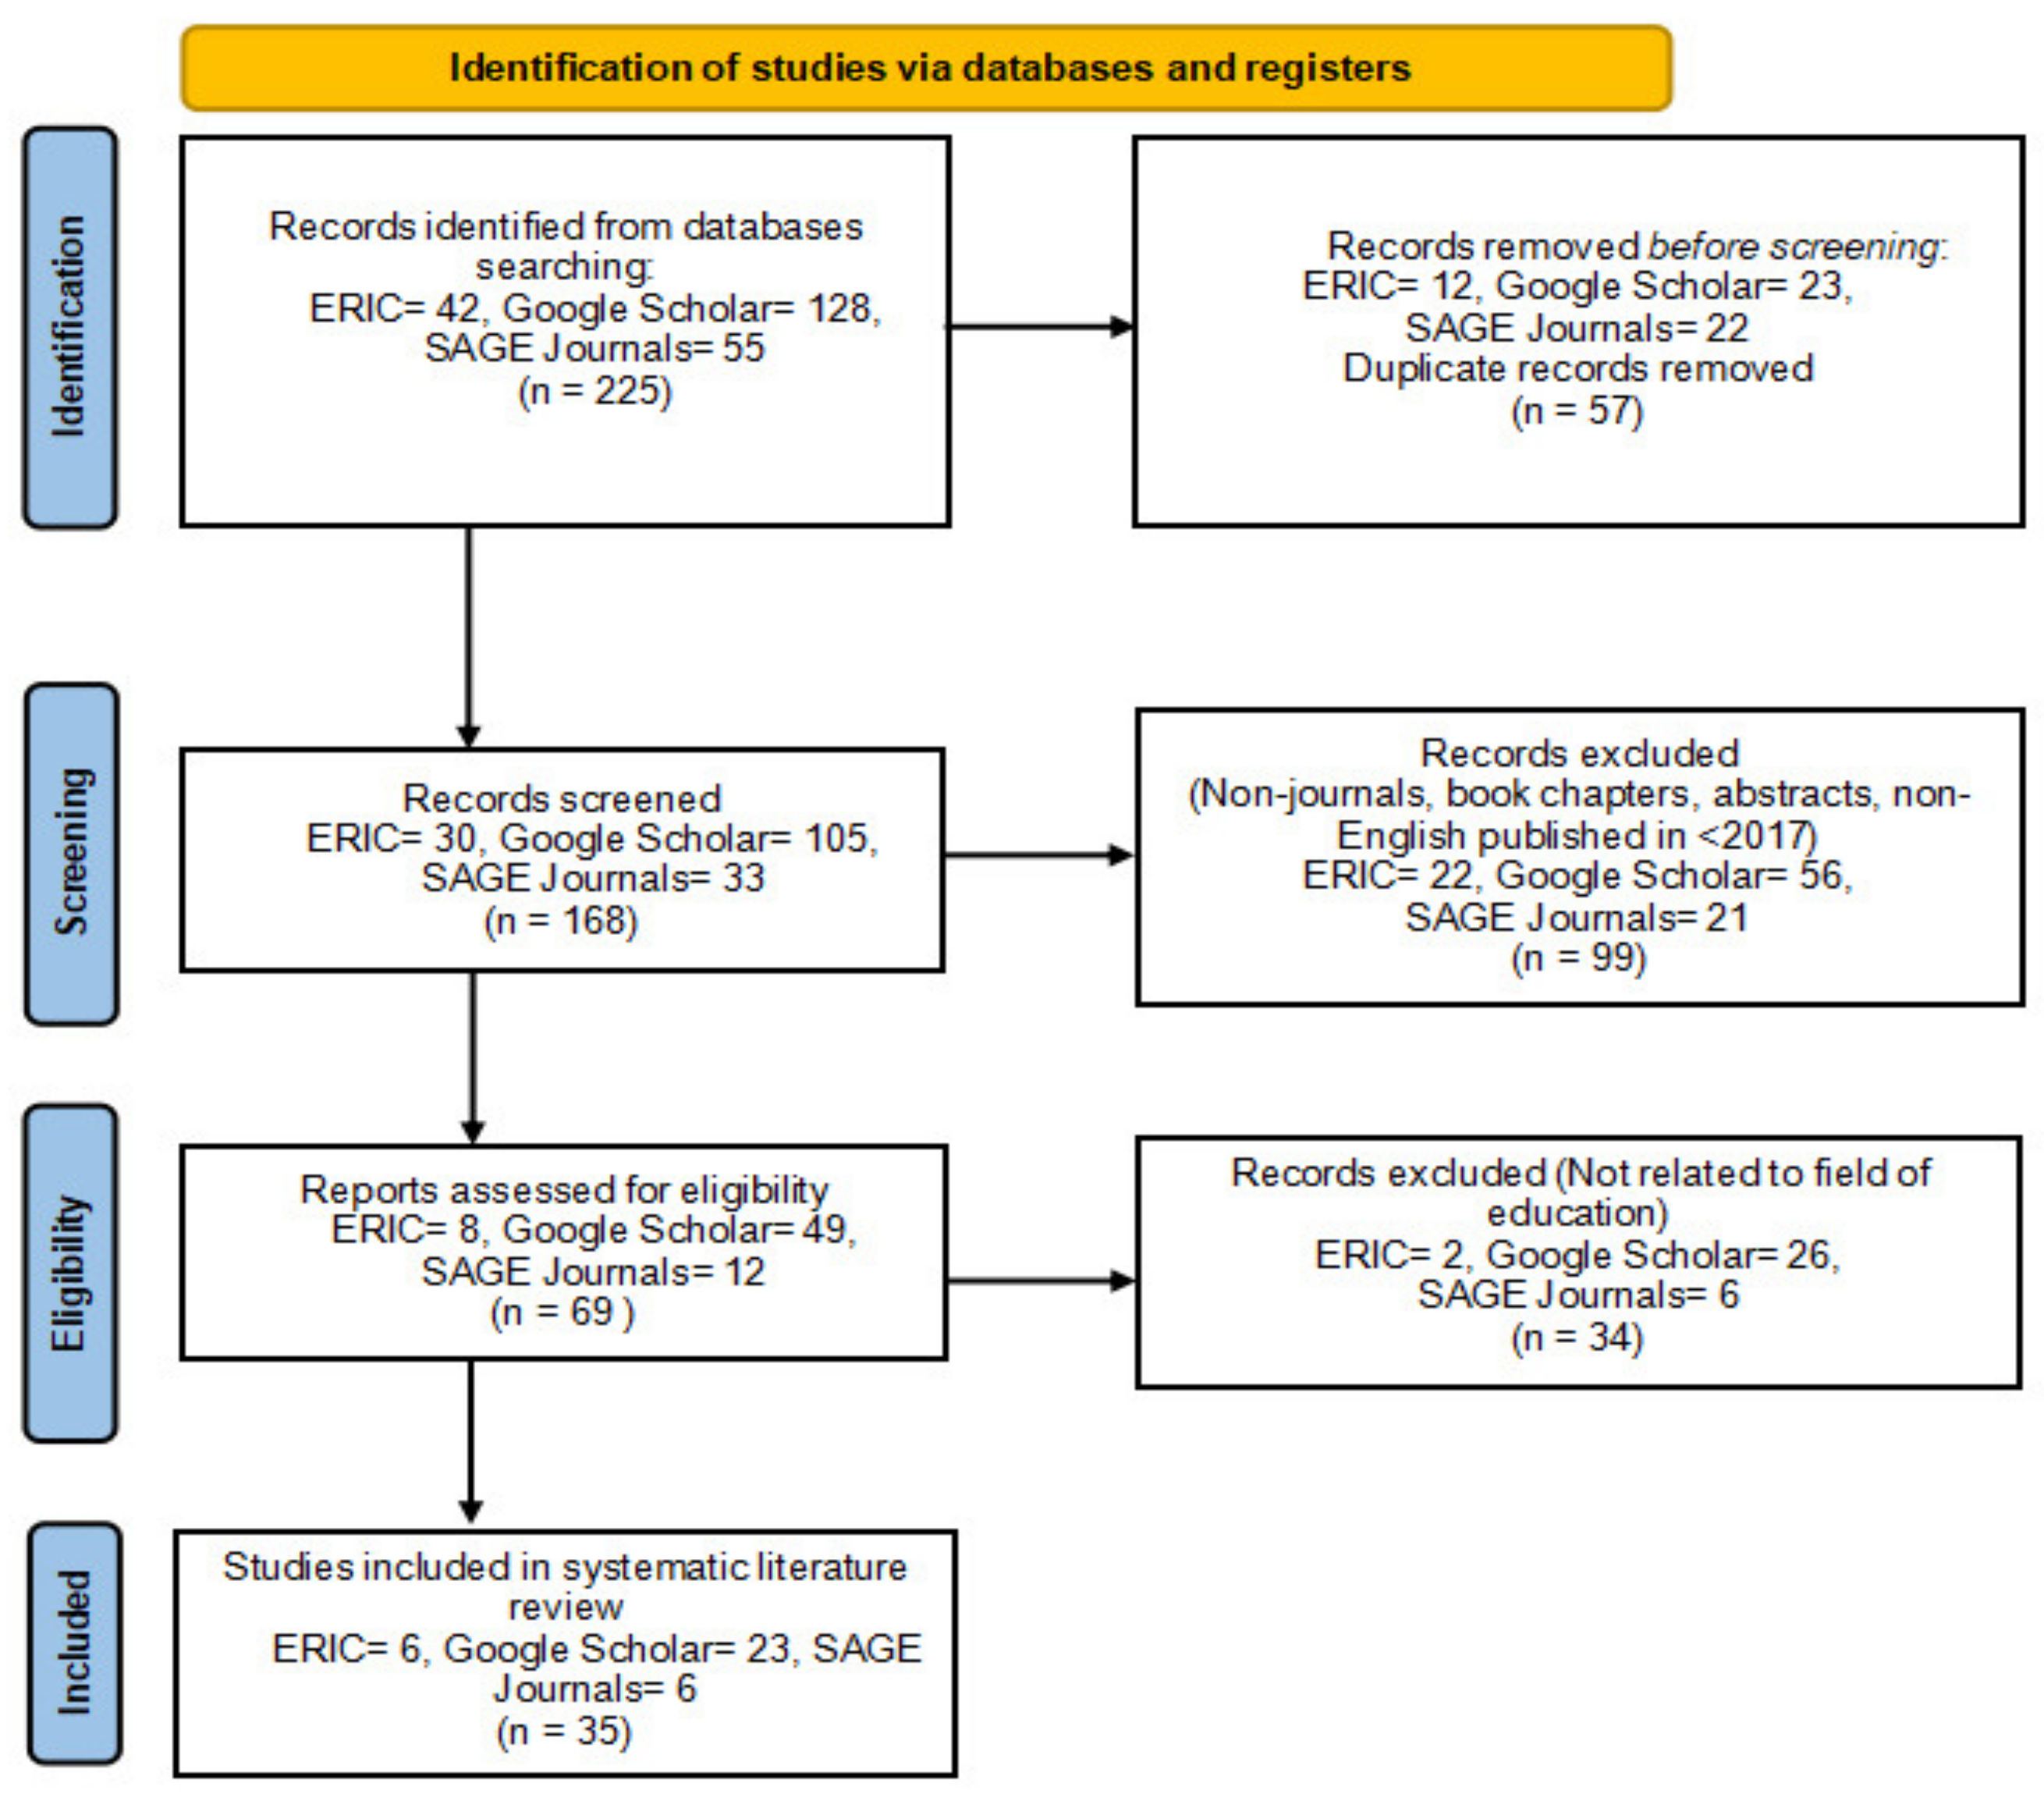 Identification of studies via databases and registers
Identification
Records identified from databases
searching:
ERIC= 42, Google Scholar= 128,
SAGE Journals= 55
(n = 225)
Records removed before screening:
ERIC= 12, Google Scholar= 23,
SAGE Journals= 22
Duplicate records removed
(n = 57)
Screening
Records screened
ERIC= 30, Google Scholar= 105,
SAGE Journals= 33
(n = 168)
Records excluded
(Non-journals, book chapters, abstracts, non-
English published in <2017)
ERIC= 22, Google Scholar= 56,
SAGE Journals= 21
(n = 99)
Eligibility
Reports assessed for eligibility
ERIC= 8, Google Scholar= 49,
SAGE Journals= 12
(n = 69 )
Records excluded (Not related to field of
education)
ERIC= 2, Google Scholar= 26,
SAGE Journals= 6
(n = 34)
Included
Studies included in systematic literature
review
ERIC= 6, Google Scholar= 23, SAGE
Journals= 6
(n = 35)